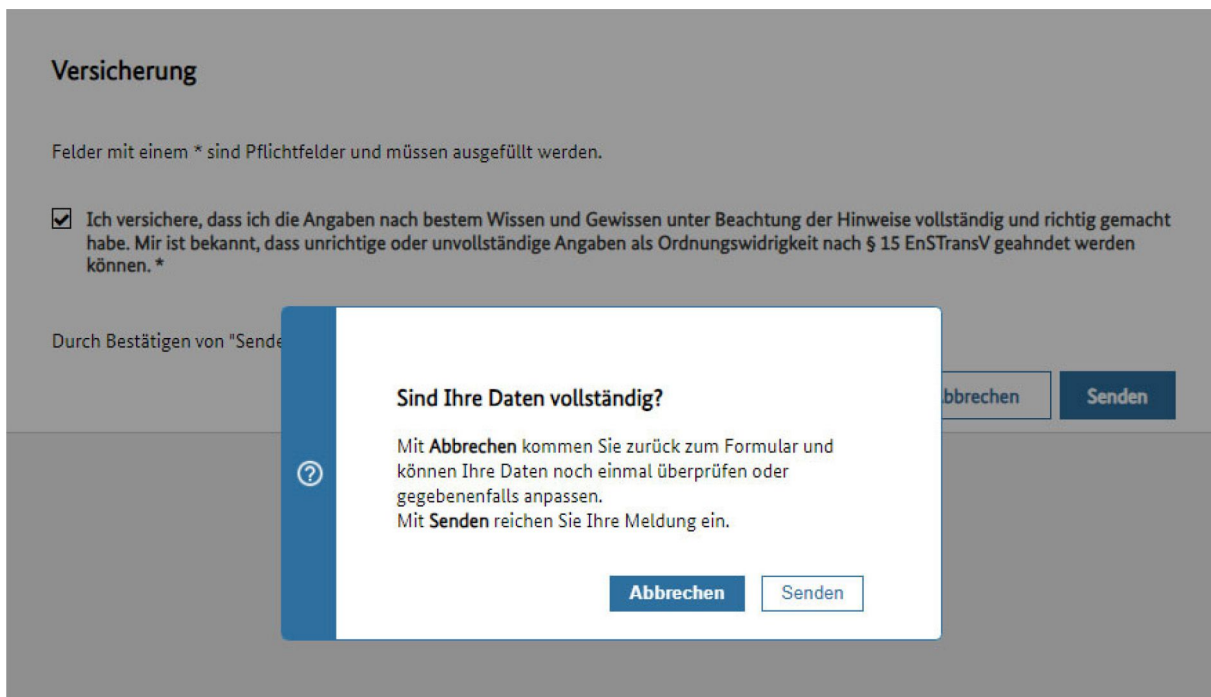 Versicherung
Felder mit einem * sind Pflichtfelder und müssen ausgefüllt werden.
Ich versichere, dass ich die Angaben nach bestem Wissen und Gewissen unter Beachtung der Hinweise vollständig und richtig gemacht
habe. Mir ist bekannt, dass unrichtige oder unvollständige Angaben als Ordnungswidrigkeit nach § 15 EnSTransV geahndet werden
können. *
Durch Bestätigen von "Sende
bbrechen
Senden
Sind Ihre Daten vollständig?
Mit Abbrechen kommen Sie zurück zum Formular und
können Ihre Daten noch einmal überprüfen oder
gegebenenfalls anpassen.
Mit Senden reichen Sie Ihre Meldung ein.
Abbrechen
Senden